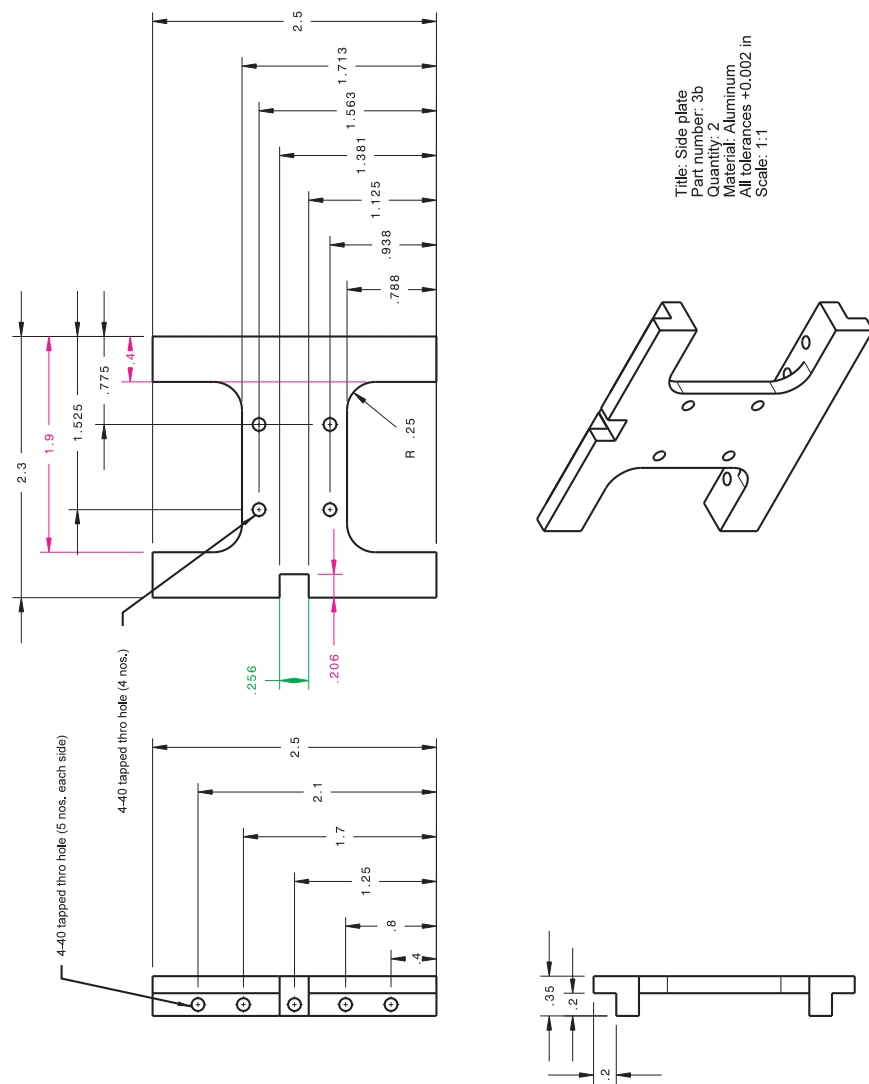 2.5
1.713
1.563
1.381
1.125
.938
.788
2.3
1.525
.775
1.9
.4
R .25
.256
.206
4-40 tapped thro hole (4 nos.)
4-40 tapped thro hole (5 nos. each side)
2.5
2.1
1.7
1.25
.8
.4
.35
.2
.2
Title: Side plate
Part number: 3b
Quantity: 2
Material: Aluminum
All tolerances +0.002 in
Scale: 1:1